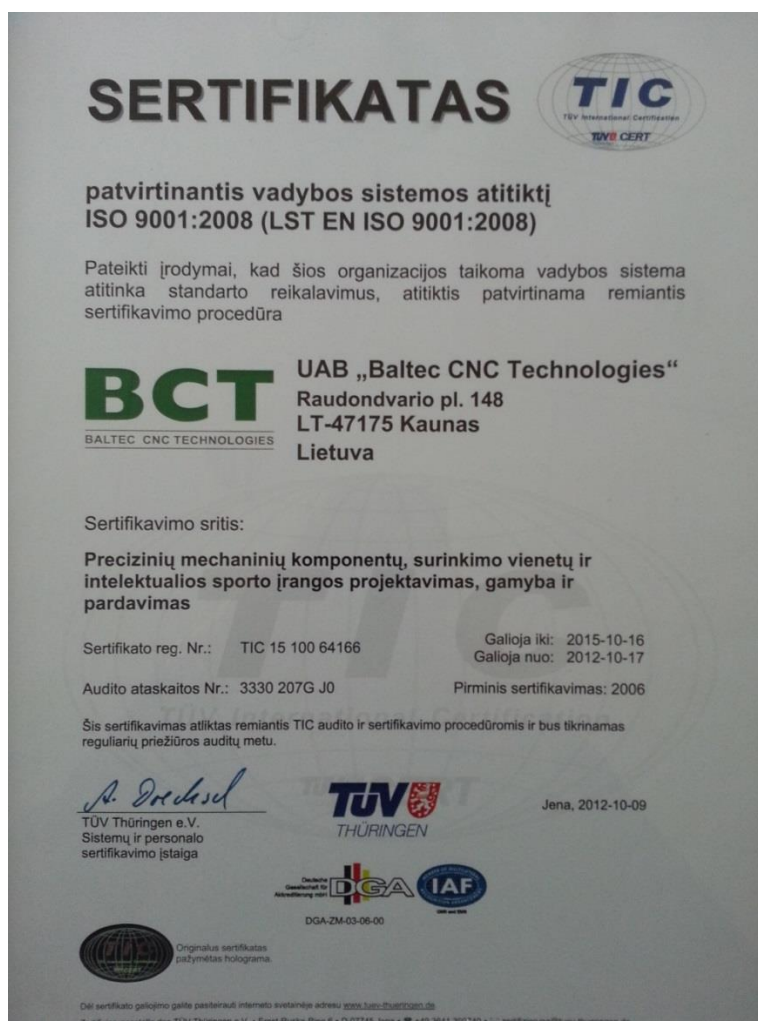 SERTIFIKATAS
TIC
TÜV International Certification
TÜV CERT
patvirtinantis vadybos sistemos atitiktį
ISO 9001:2008 (LST EN ISO 9001:2008)
Pateikti įrodymai, kad šios organizacijos taikoma vadybos sistema
atitinka standarto reikalavimus, atitiktis patvirtinama remiantis
sertifikavimo procedūra
BCT
BALTEC CNC TECHNOLOGIES
UAB „Baltec CNC Technologies“
Raudondvario pl. 148
LT-47175 Kaunas
Lietuva
Sertifikavimo sritis:
Precizinių mechaninių komponentų, surinkimo vienetų ir
intelektualios sporto įrangos projektavimas, gamyba ir
pardavimas
Sertifikato reg. Nr.: TIC 15 100 64166
Galioja iki: 2015-10-16
Galioja nuo: 2012-10-17
Audito ataskaitos Nr.: 3330 207G J0
Pirminis sertifikavimas: 2006
Šis sertifikavimas atliktas remiantis TIC audito ir sertifikavimo procedūromis ir bus tikrinamas
reguliarių priežiūros auditų metu.
A. Drechsel
TÜV Thüringen e.V.
Sistemų ir personalo
sertifikavimo įstaiga
TÜV
THÜRINGEN
Jena, 2012-10-09
Deutsche
Gesellschaft für
Akkreditierung mbH
DGA
IAF
DGA-ZM-03-06-00
Originalus sertifikatas
pažymėtas holograma.
Dėl sertifikato galiojimo galite pasiteirauti interneto svetainėje adresu www.tuev-thueringen.de.